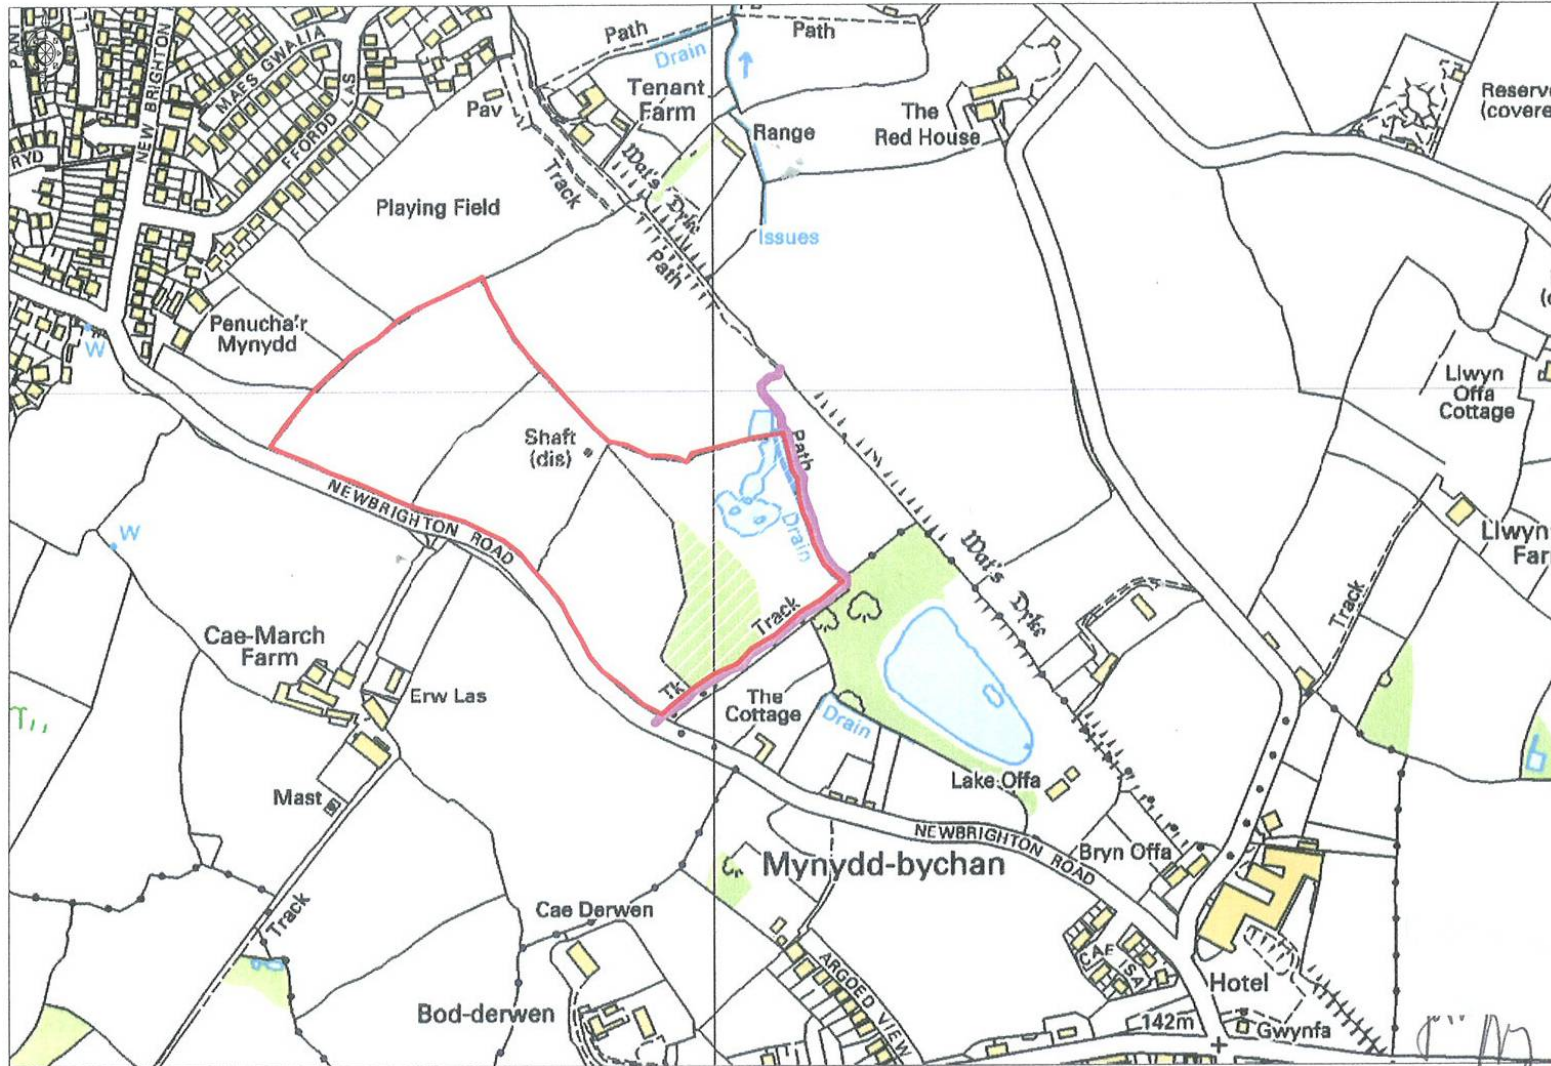 PANT
LL
NEW BRIGHTON
MAES GWALIA
FFORDD LAS
RYD
Pav
Path
Drain
Path
Tenant
Farm
The
Red House
Range
Reserv
(covere
Track
Wat's Dyke
Path
Playing Field
Issues
Penucha'r
Mynydd
W
Llwyn
Offa
Cottage
Shaft
(dis)
Path
NEWBRIGHTON ROAD
Drain
W
Wat's Dyke
Llwyn
Far
Track
Track
Cae-March
Farm
Erw Las
Tk
The
Cottage
Drain
Mast
Lake Offa
NEWBRIGHTON ROAD
Bryn Offa
Mynydd-bychan
Track
Cae Derwen
ARGOED VIEW
CAE ISA
Hotel
Bod-derwen
142m
Gwynfa